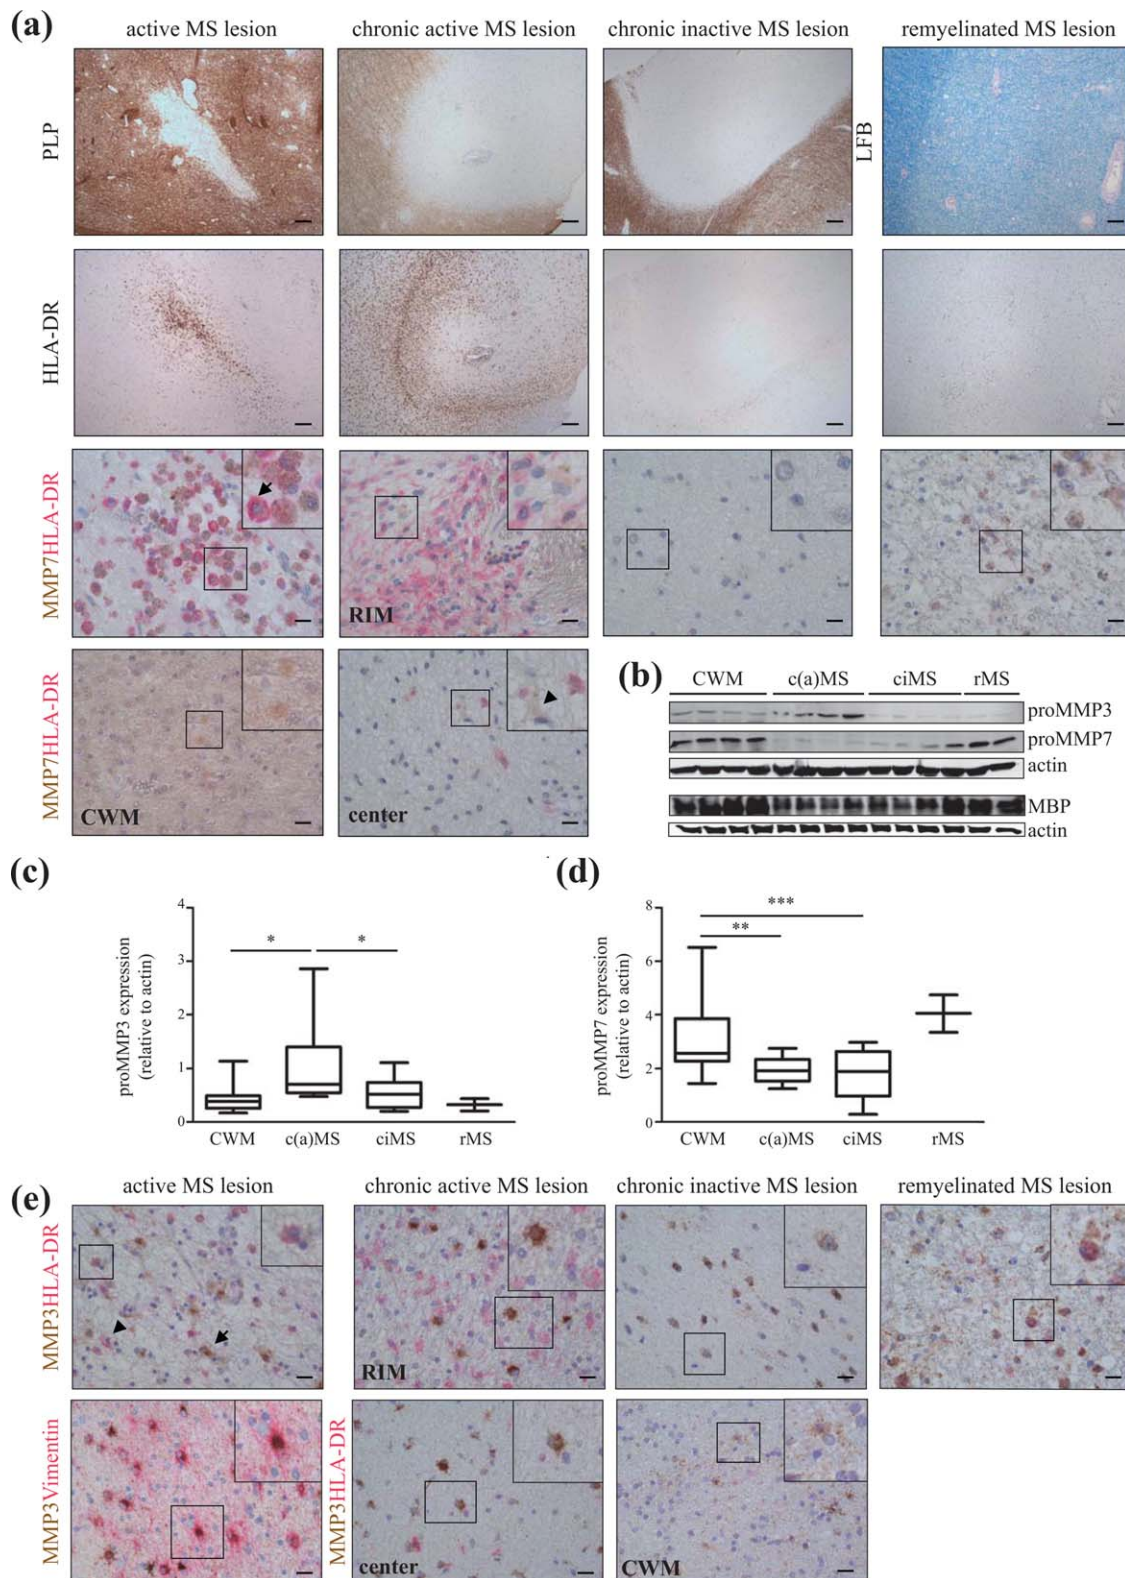 (a)
active MS lesion
chronic active MS lesion
chronic inactive MS lesion
remyelinated MS lesion
PLP
LFB
HLA-DR
MMP7HLA-DR
RIM
MMP7HLA-DR
CWM
center
(b)
CWM c(a)MS ciMS rMS
proMMP3
proMMP7
actin
MBP
actin
(c)
proMMP3 expression
(relative to actin)
4
3
2
1
0
* *
CWM c(a)MS ciMS rMS
(d)
proMMP7 expression
(relative to actin)
8
6
4
2
0
***
**
CWM c(a)MS ciMS rMS
(e)
active MS lesion
chronic active MS lesion
chronic inactive MS lesion
remyelinated MS lesion
MMP3HLA-DR
RIM
MMP3Vimentin
MMP3HLA-DR
center
CWM